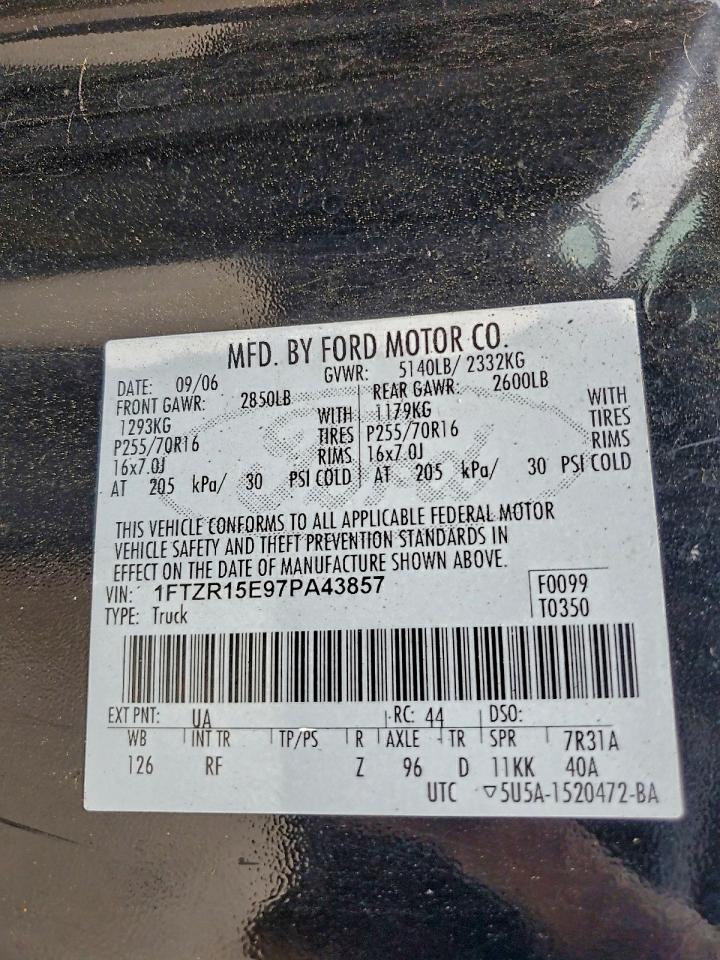 MFD. BY FORD MOTOR CO.
DATE: 09/06 GVWR: 5140LB/ 2332KG
FRONT GAWR: 2850LB REAR GAWR: 2600LB
1293KG WITH 1179KG WITH
P255/70R16 TIRES P255/70R16 TIRES
16x7.0J RIMS 16x7.0J RIMS
AT 205 kPa/ 30 PSI COLD AT 205 kPa/ 30 PSI COLD
Ford
THIS VEHICLE CONFORMS TO ALL APPLICABLE FEDERAL MOTOR
VEHICLE SAFETY AND THEFT PREVENTION STANDARDS IN
EFFECT ON THE DATE OF MANUFACTURE SHOWN ABOVE.
VIN: 1FTZR15E97PA43857 F0099
TYPE: Truck T0350
EXT PNT: UA RC: 44 DSO:
WB INT TR TP/PS R AXLE TR SPR 7R31A
126 RF Z 96 D 11KK 40A
UTC ▽5U5A-1520472-BA